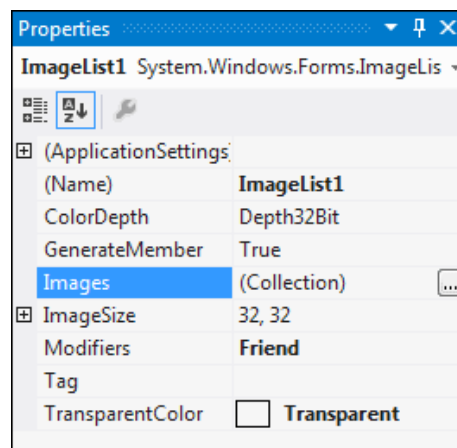 Properties
ImageList1 System.Windows.Forms.ImageLis
(ApplicationSettings)
(Name) ImageList1
ColorDepth Depth32Bit
GenerateMember True
Images (Collection) ...
ImageSize 32, 32
Modifiers Friend
Tag
TransparentColor Transparent